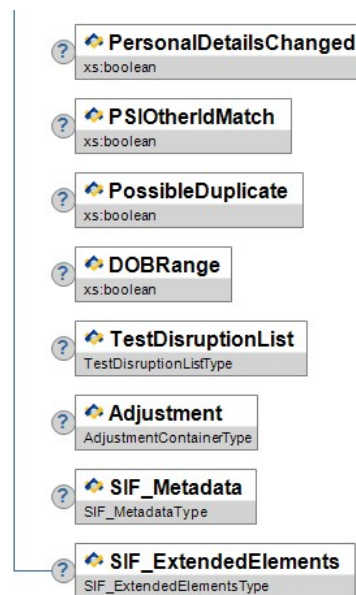 ? PersonalDetailsChanged
xs:boolean
? PSIOtherIdMatch
xs:boolean
? PossibleDuplicate
xs:boolean
? DOBRange
xs:boolean
? TestDisruptionList
TestDisruptionListType
? Adjustment
AdjustmentContainerType
? SIF_Metadata
SIF_MetadataType
? SIF_ExtendedElements
SIF_ExtendedElementsType